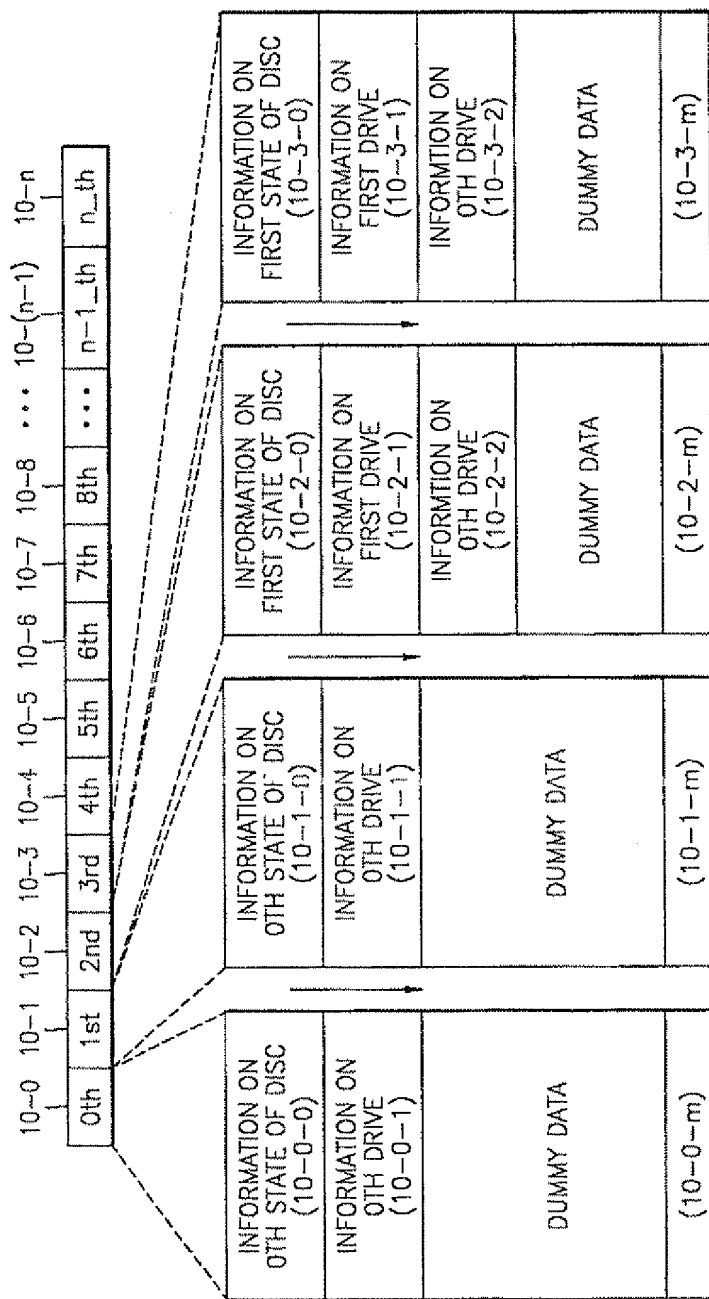 10-0 10-1 10-2 10-3 10-4 10-5 10-6 10-7 10-8 ••• 10-(n-1) 10-n
0th 1st 2nd 3rd 4th 5th 6th 7th 8th ••• n-1_th n_th
INFORMATION ON
0TH STATE OF DISC
(10-0-0)
INFORMATION ON
0TH DRIVE
(10-0-1)
DUMMY DATA
(10-0-m)
INFORMATION ON
0TH STATE OF DISC
(10-1-0)
INFORMATION ON
0TH DRIVE
(10-1-1)
DUMMY DATA
(10-1-m)
INFORMATION ON
FIRST STATE OF DISC
(10-2-0)
INFORMATION ON
FIRST DRIVE
(10-2-1)
INFORMTION ON
0TH DRIVE
(10-2-2)
DUMMY DATA
(10-2-m)
INFORMATION ON
FIRST STATE OF DISC
(10-3-0)
INFORMATION ON
FIRST DRIVE
(10-3-1)
INFORMTION ON
0TH DRIVE
(10-3-2)
DUMMY DATA
(10-3-m)